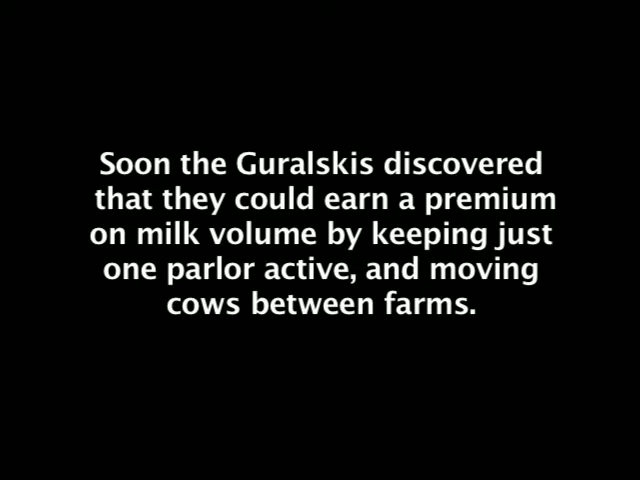 Soon the Guralskis discovered
that they could earn a premium
on milk volume by keeping just
one parlor active, and moving
cows between farms.